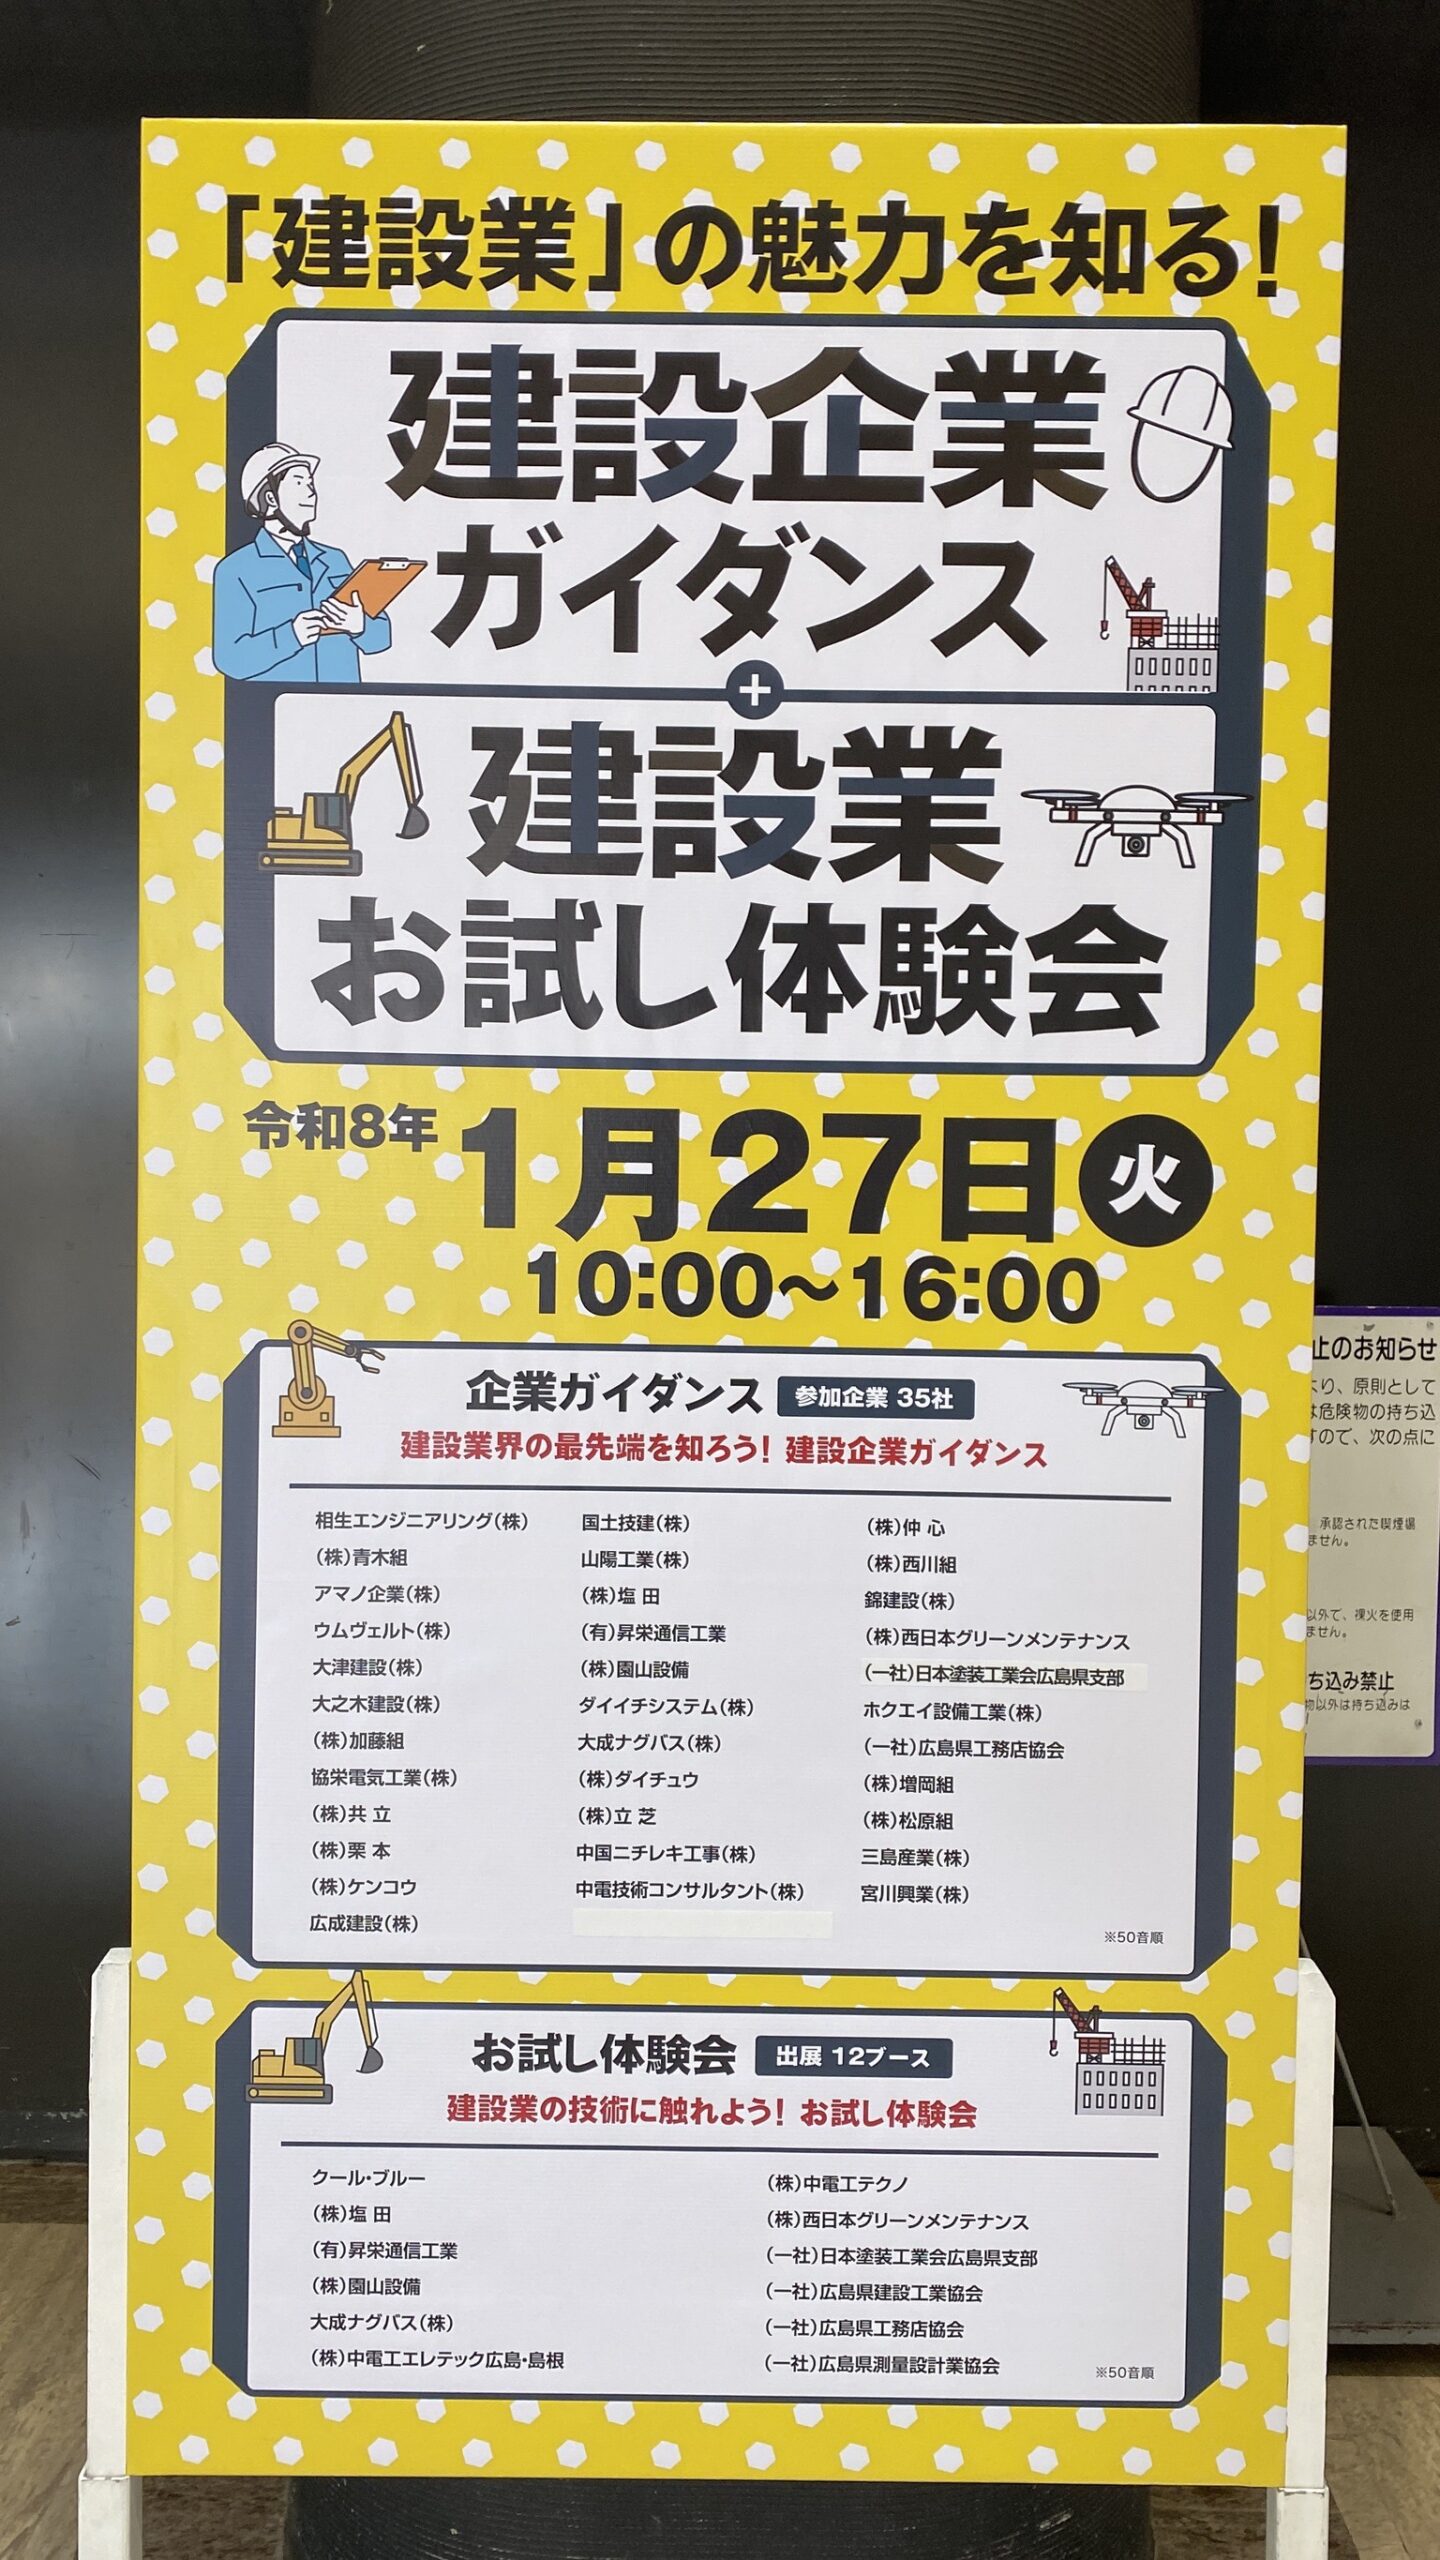 「建設業」の魅力を知る!
建設企業
ガイダンス
+
建設業
お試し体験会
令和8年 1月27日 火
10:00〜16:00
企業ガイダンス 参加企業 35社
建設業界の最先端を知ろう! 建設企業ガイダンス
相生エンジニアリング(株)
(株)青木組
アマノ企業(株)
ウムヴェルト(株)
大津建設(株)
大之木建設(株)
(株)加藤組
協栄電気工業(株)
(株)共 立
(株)栗 本
(株)ケンコウ
広成建設(株)
国土技建(株)
山陽工業(株)
(株)塩 田
(有)昇栄通信工業
(株)園山設備
ダイイチシステム(株)
大成ナグバス(株)
(株)ダイチュウ
(株)立 芝
中国ニチレキ工事(株)
中電技術コンサルタント(株)
(株)仲 心
(株)西川組
錦建設(株)
(株)西日本グリーンメンテナンス
(一社)日本塗装工業会広島県支部
ホクエイ設備工業(株)
(一社)広島県工務店協会
(株)増岡組
(株)松原組
三島産業(株)
宮川興業(株)
※50音順
お試し体験会 出展 12ブース
建設業の技術に触れよう! お試し体験会
クール・ブルー
(株)塩 田
(有)昇栄通信工業
(株)園山設備
大成ナグバス(株)
(株)中電工エレテック広島・島根
(株)中電工テクノ
(株)西日本グリーンメンテナンス
(一社)日本塗装工業会広島県支部
(一社)広島県建設工業協会
(一社)広島県工務店協会
(一社)広島県測量設計業協会
※50音順
止のお知らせ
より、原則として
は危険物の持ち込
すので、次の点に
承認された喫煙場
ません。
以外で、裸火を使用
ません。
ち込み禁止
物以外は持ち込みは